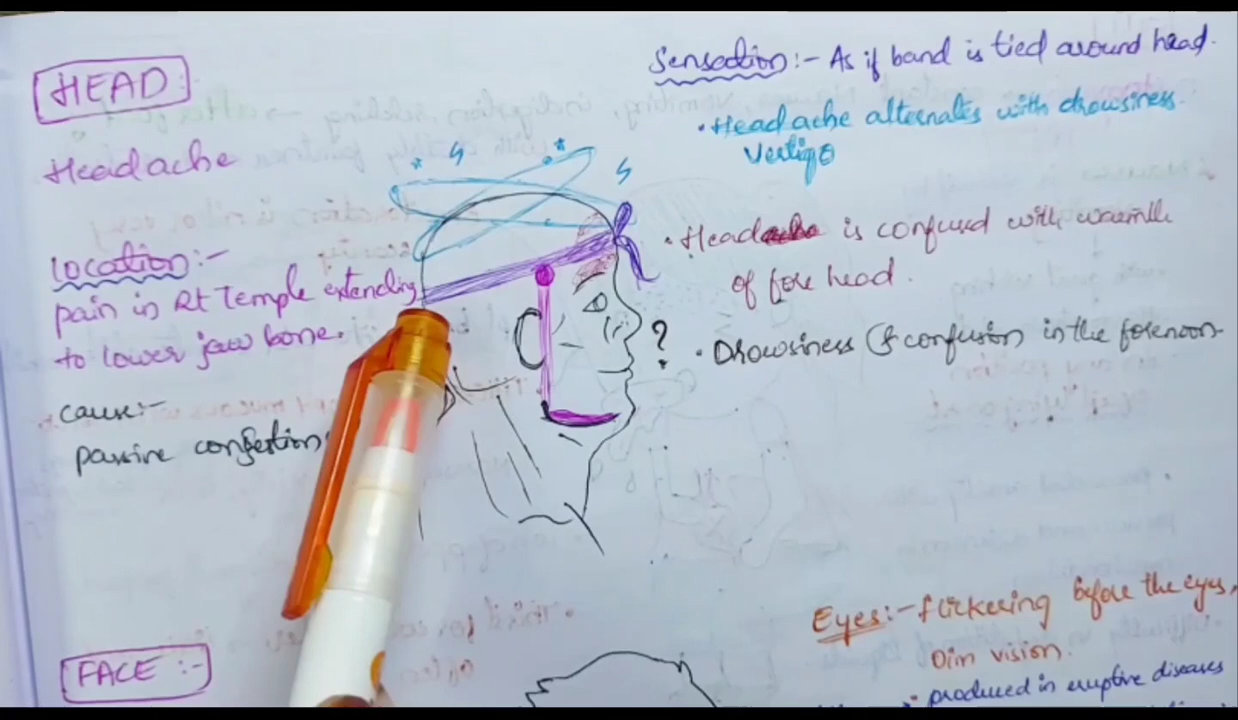 HEAD
Headache
Location:-
pain in Rt Temple extending
to lower jaw bone.
cause:-
passive congestion
Sensation:- As if band is tied around head.
• Headache alternates with drowsiness
Vertigo
• Head is confused with warmth
of fore head.
?
• Drowsiness & confusion in the forenoon
FACE :-
Eyes:- flickering before the eyes,
Dim vision.
• produced in eruptive diseases